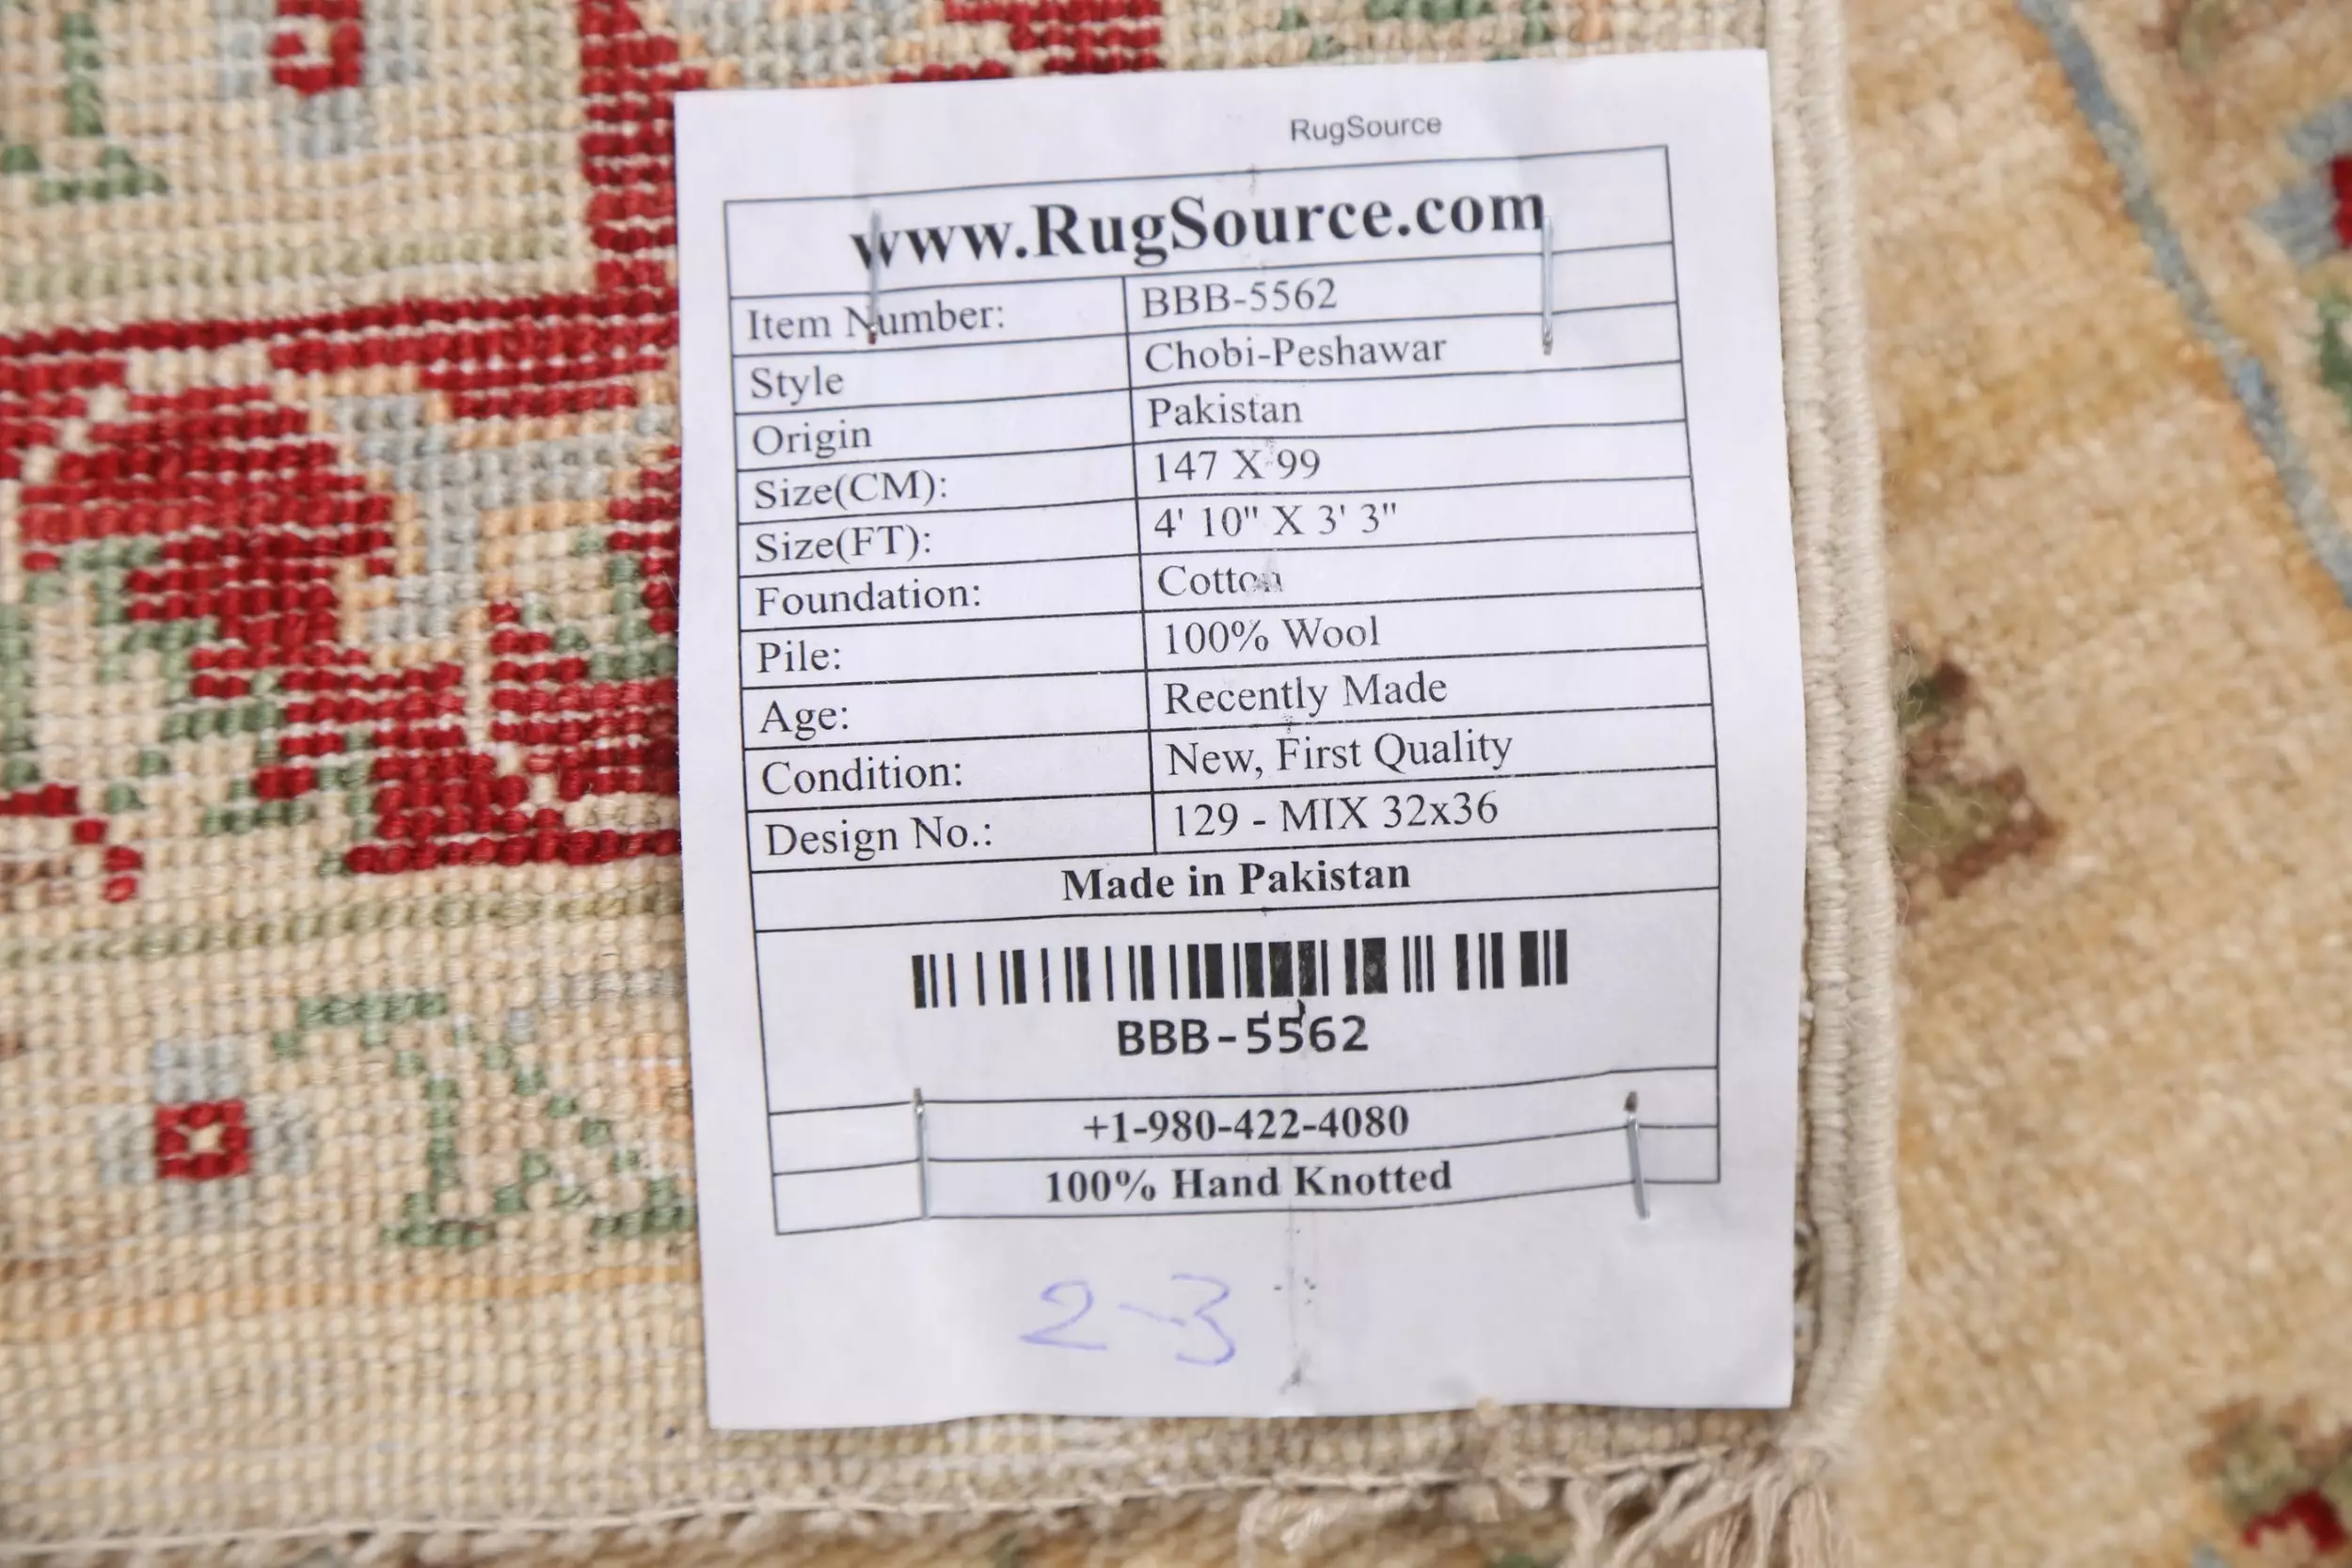 RugSource
www.RugSource.com
Item Number: BBB-5562
Style Chobi-Peshawar
Origin Pakistan
Size(CM): 147 X 99
Size(FT): 4' 10" X 3' 3"
Foundation: Cotton
Pile: 100% Wool
Age: Recently Made
Condition: New, First Quality
Design No.: 129 - MIX 32x36
Made in Pakistan
BBB-5562
+1-980-422-4080
100% Hand Knotted
2-3